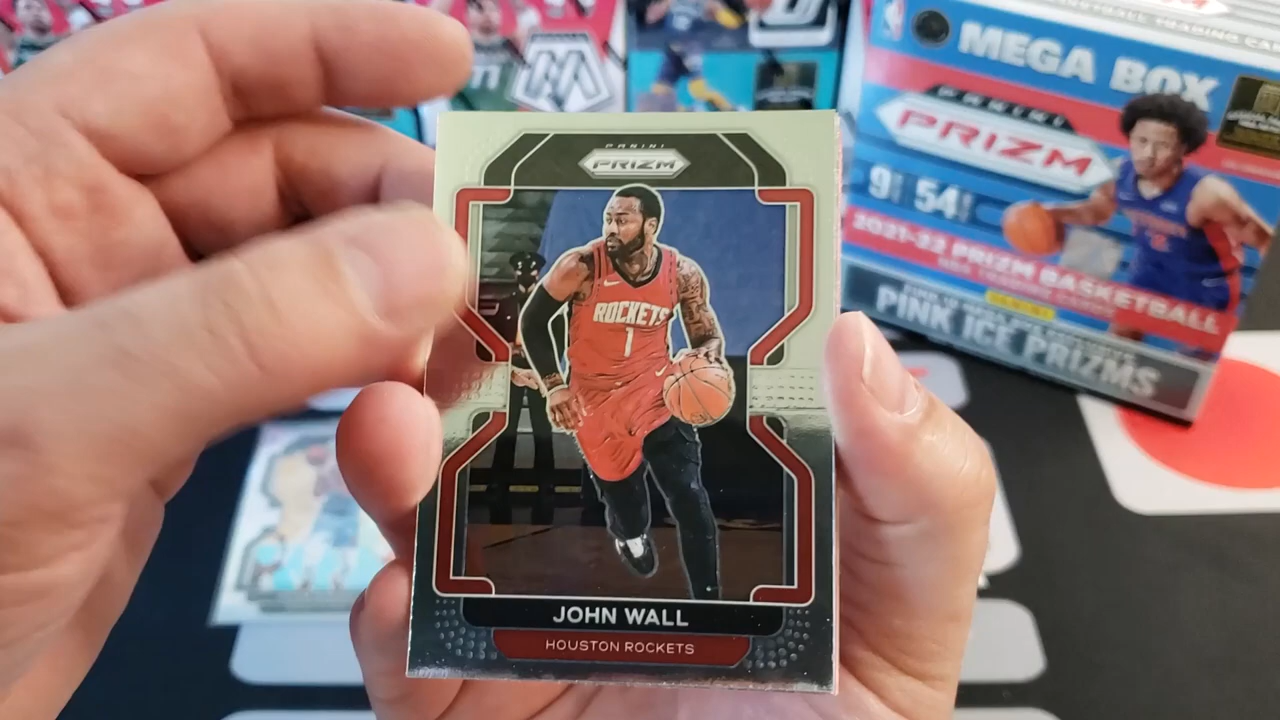 MEGA BOX
PANINI
PRIZM
9
54
2021-22 PRIZM BASKETBALL
PANINI
PINK ICE PRIZMS
PANINI
PRIZM
ROCKETS
1
JOHN WALL
HOUSTON ROCKETS